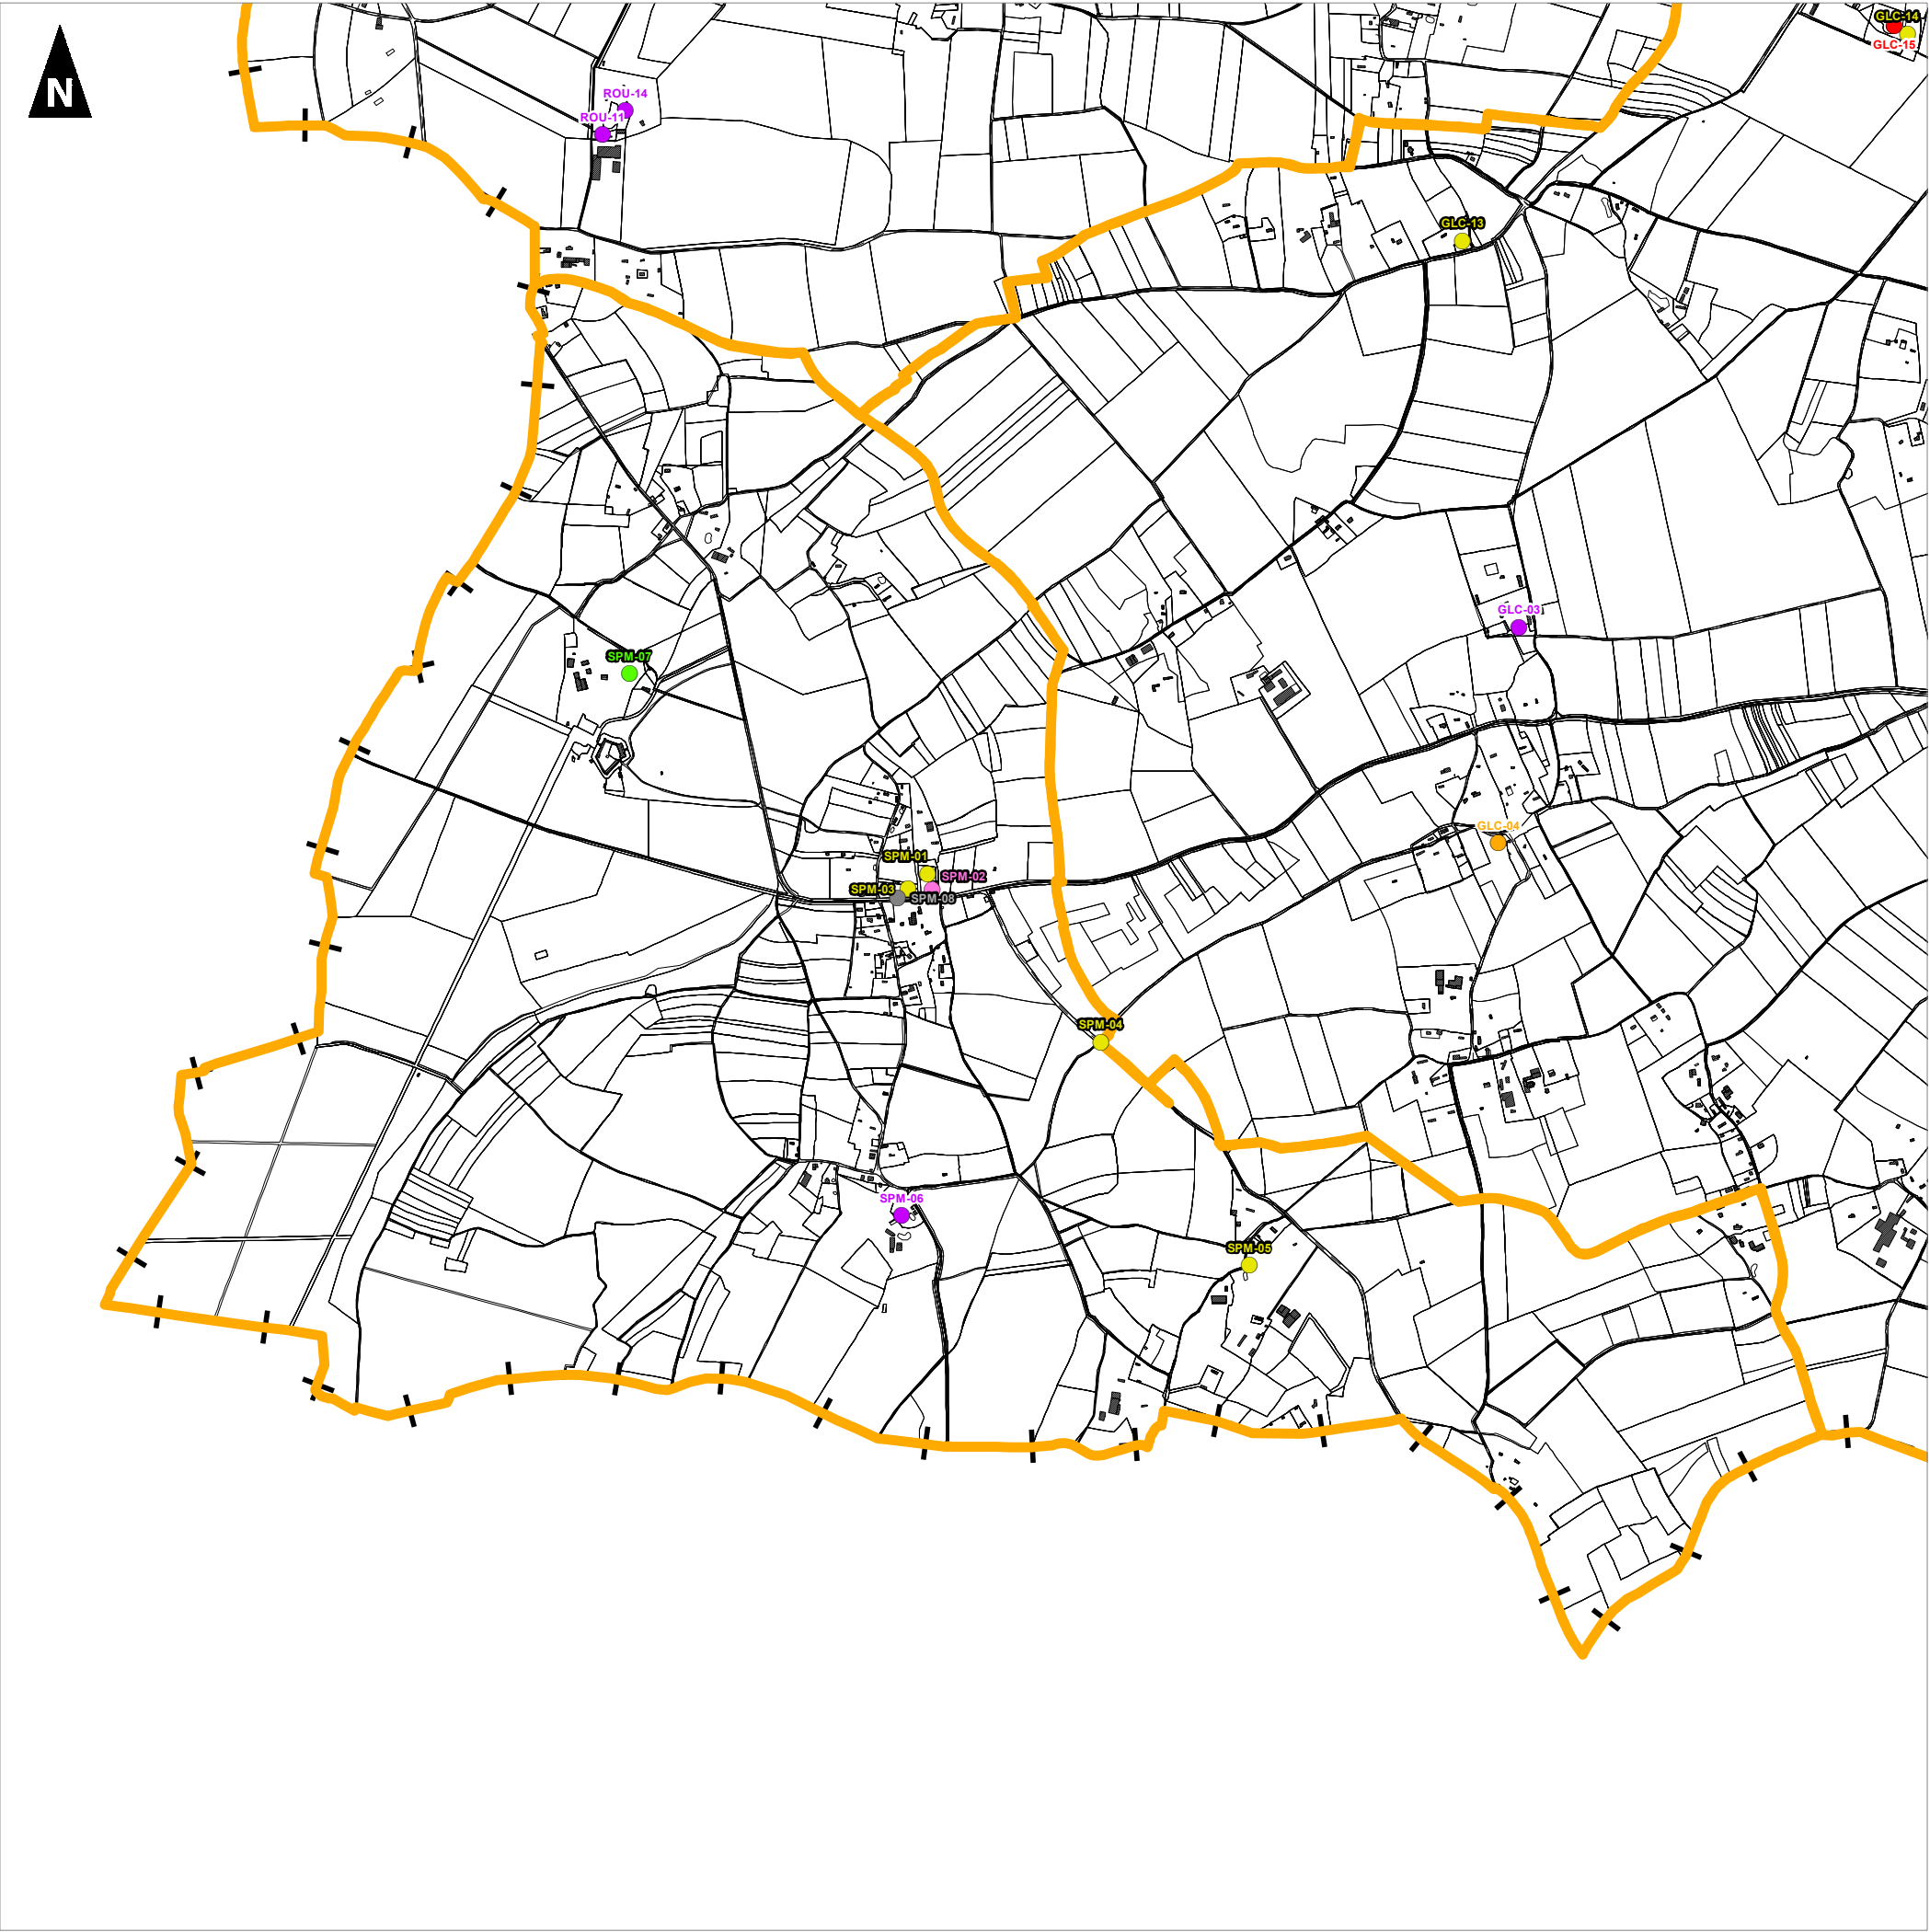 GLC-14
GLC-15
N
ROU-14
ROU-11
GLC-13
GLC-03
SPM-07
GLC-04
SPM-01
SPM-02
SPM-03
SPM-08
SPM-04
SPM-06
SPM-05